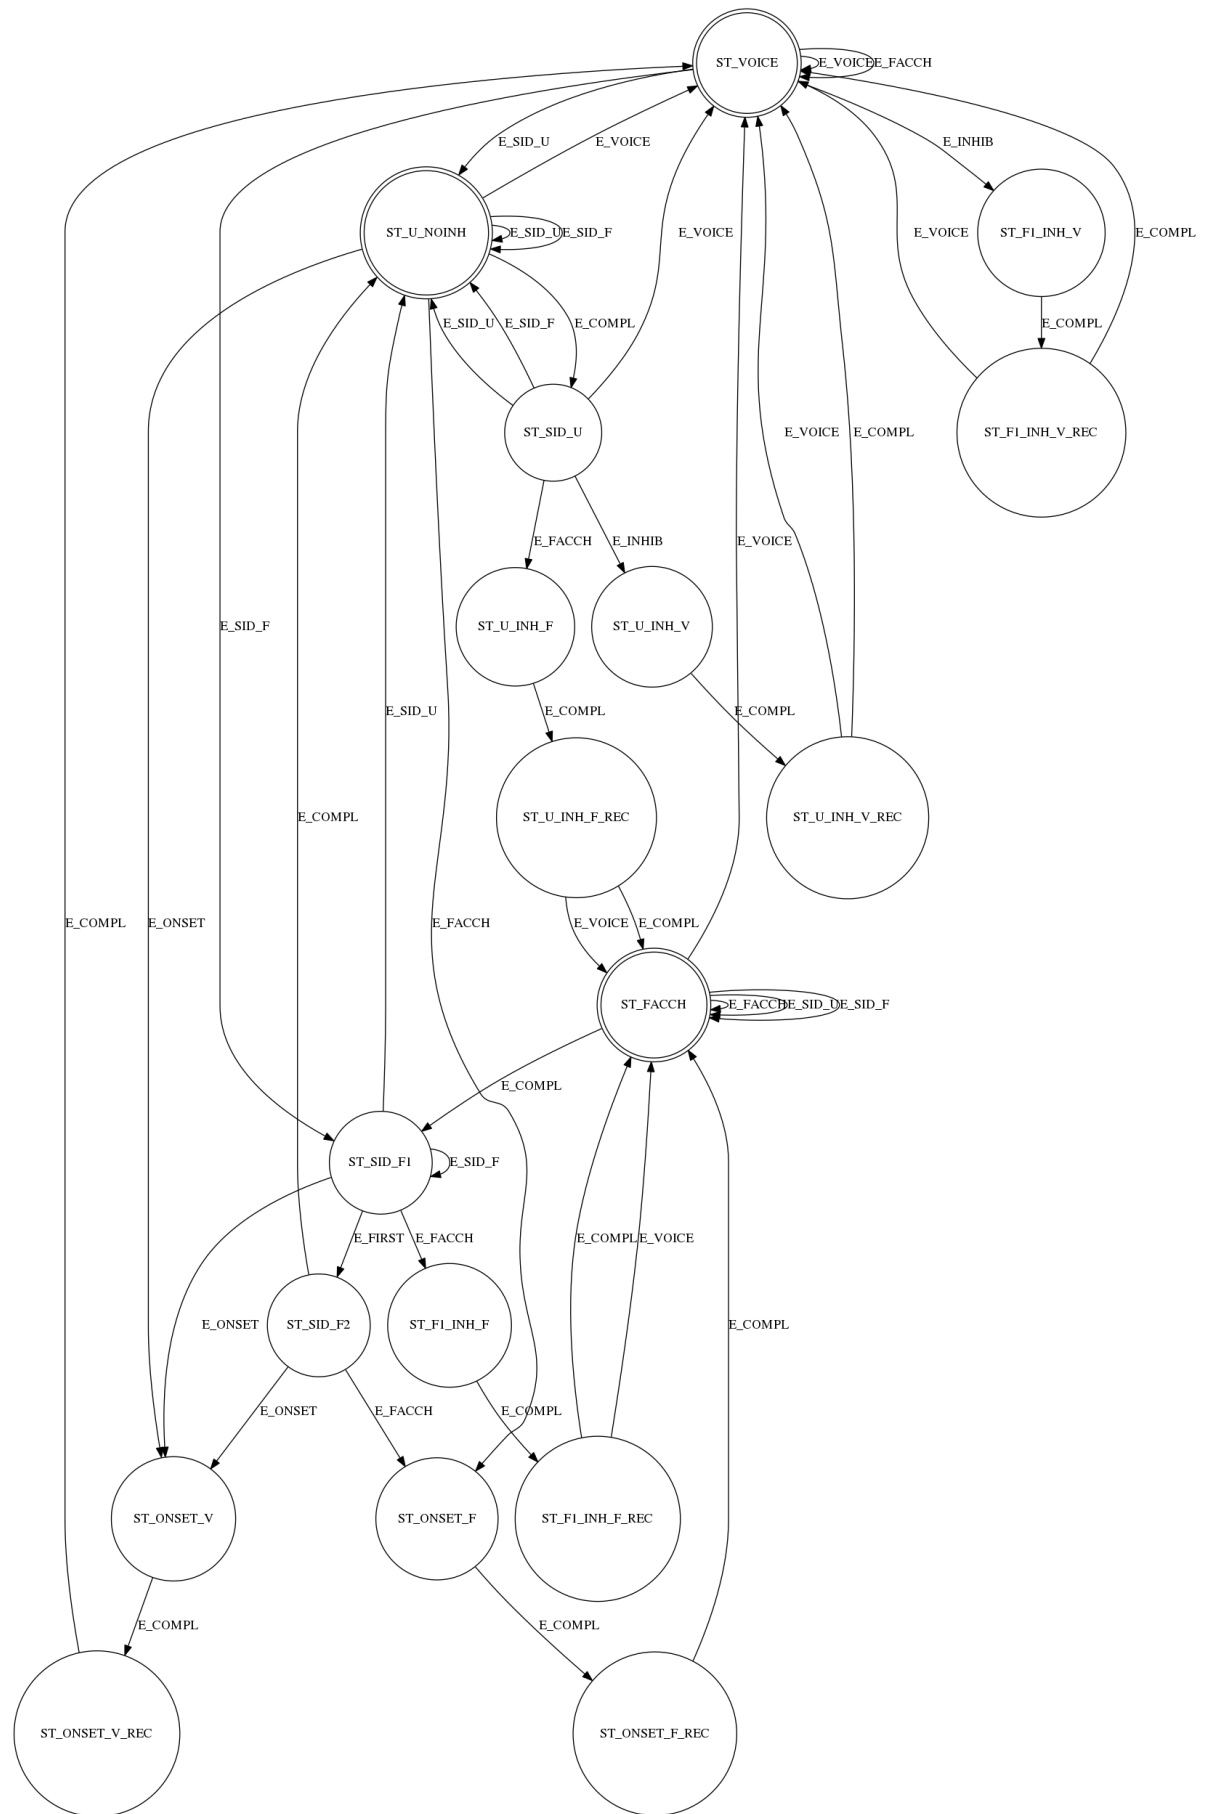 ST_VOICE
E_VOICE
E_FACCH
E_SID_U
E_VOICE
E_INHIB
ST_U_NOINH
E_SID_U
E_SID_F
E_VOICE
E_VOICE
ST_F1_INH_V
E_COMPL
E_SID_U
E_SID_F
E_COMPL
E_COMPL
ST_SID_U
E_VOICE
E_COMPL
ST_F1_INH_V_REC
E_FACCH
E_INHIB
E_VOICE
E_SID_F
ST_U_INH_F
ST_U_INH_V
E_SID_U
E_COMPL
E_COMPL
E_COMPL
ST_U_INH_F_REC
ST_U_INH_V_REC
E_COMPL
E_ONSET
E_FACCH
E_VOICE
E_COMPL
ST_FACCH
E_FACCH
E_SID_U
E_SID_F
E_COMPL
ST_SID_F1
E_SID_F
E_FIRST
E_FACCH
E_COMPL
E_VOICE
E_ONSET
ST_SID_F2
ST_F1_INH_F
E_COMPL
E_ONSET
E_FACCH
E_COMPL
ST_ONSET_V
ST_ONSET_F
ST_F1_INH_F_REC
E_COMPL
E_COMPL
ST_ONSET_V_REC
ST_ONSET_F_REC